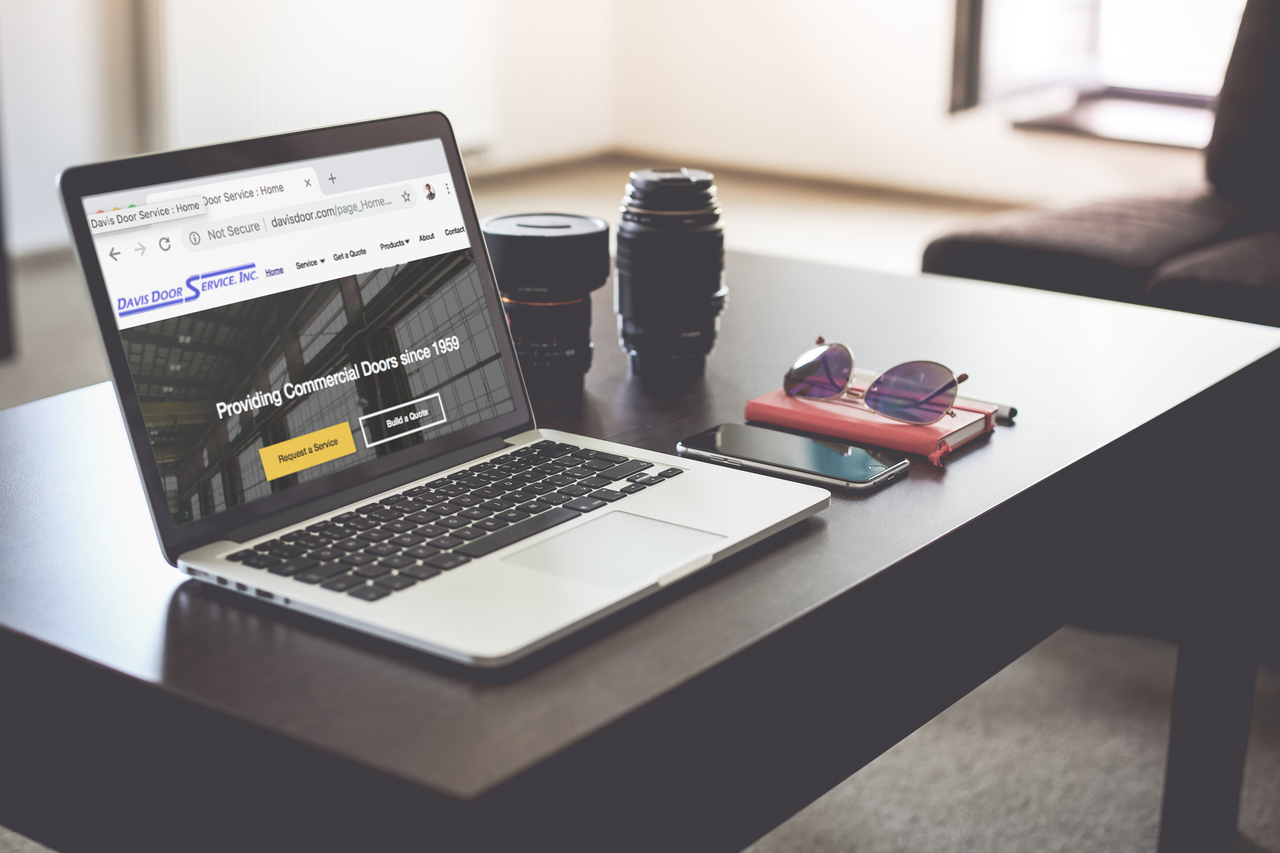 Door Service : Home
Davis Door Service : Home
Not Secure
davisdoor.com/page_Home...
DAVIS DOOR SERVICE, INC.
Home
Service
Get a Quote
Products
About
Contact
Providing Commercial Doors since 1959
Request a Service
Build a Quote